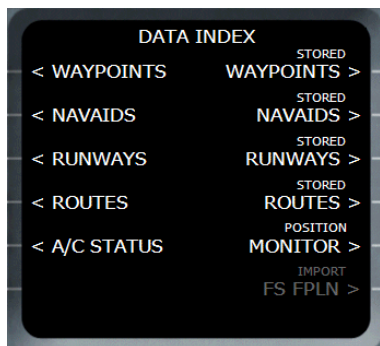 DATA INDEX
STORED
< WAYPOINTS WAYPOINTS >
STORED
< NAVAIDS NAVAIDS >
STORED
< RUNWAYS RUNWAYS >
STORED
< ROUTES ROUTES >
POSITION
< A/C STATUS MONITOR >
IMPORT
FS FPLN >